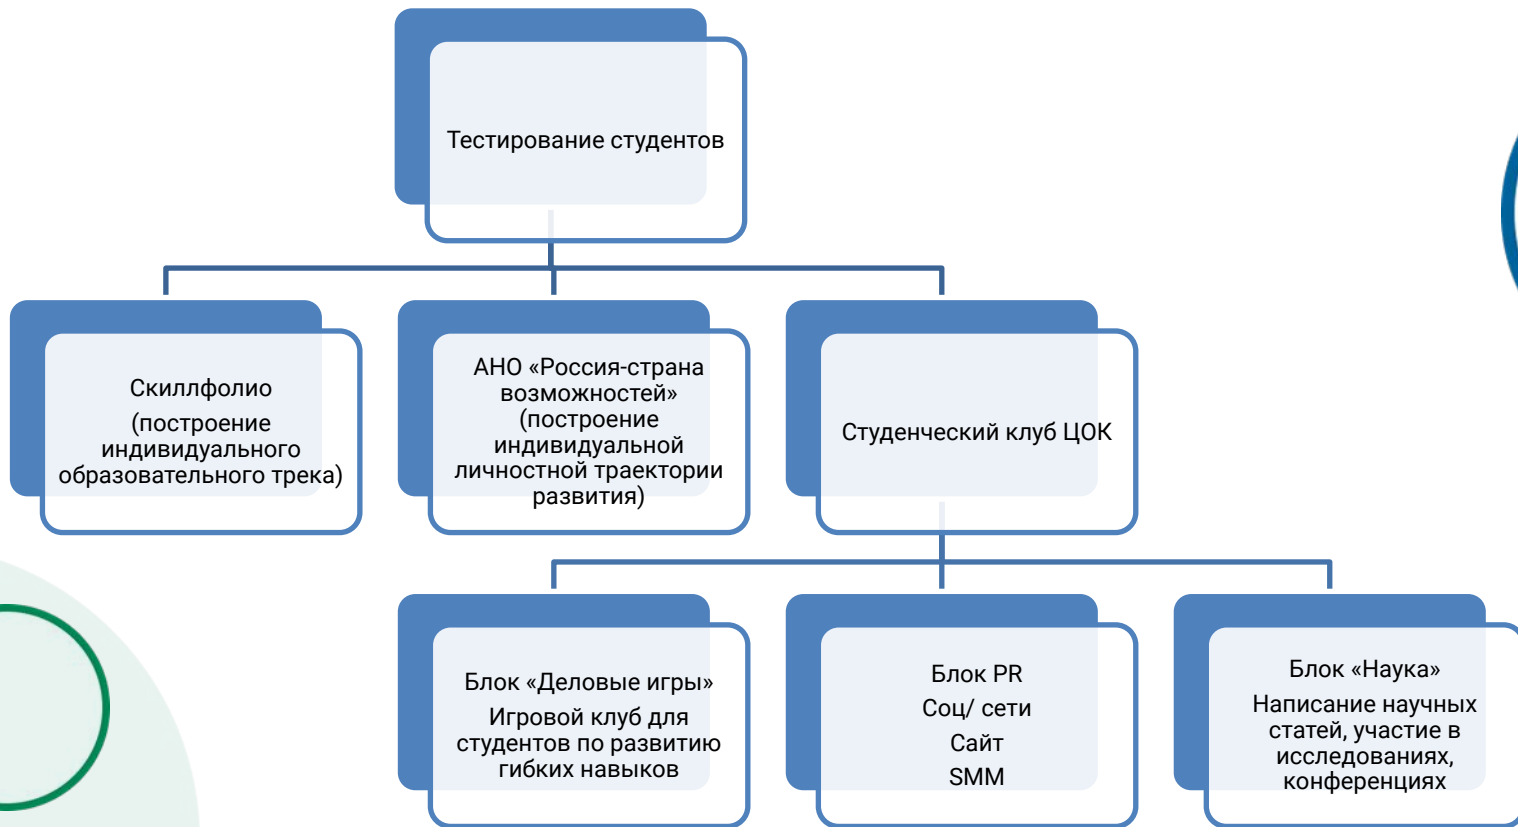 Тестирование студентов
Скиллфолио
(построение
индивидуального
образовательного трека)
АНО «Россия-страна
возможностей»
(построение
индивидуальной
личностной траектории
развития)
Студенческий клуб ЦОК
Блок «Деловые игры»
Игровой клуб для
студентов по развитию
гибких навыков
Блок PR
Соц/ сети
Сайт
SMM
Блок «Наука»
Написание научных
статей, участие в
исследованиях,
конференциях